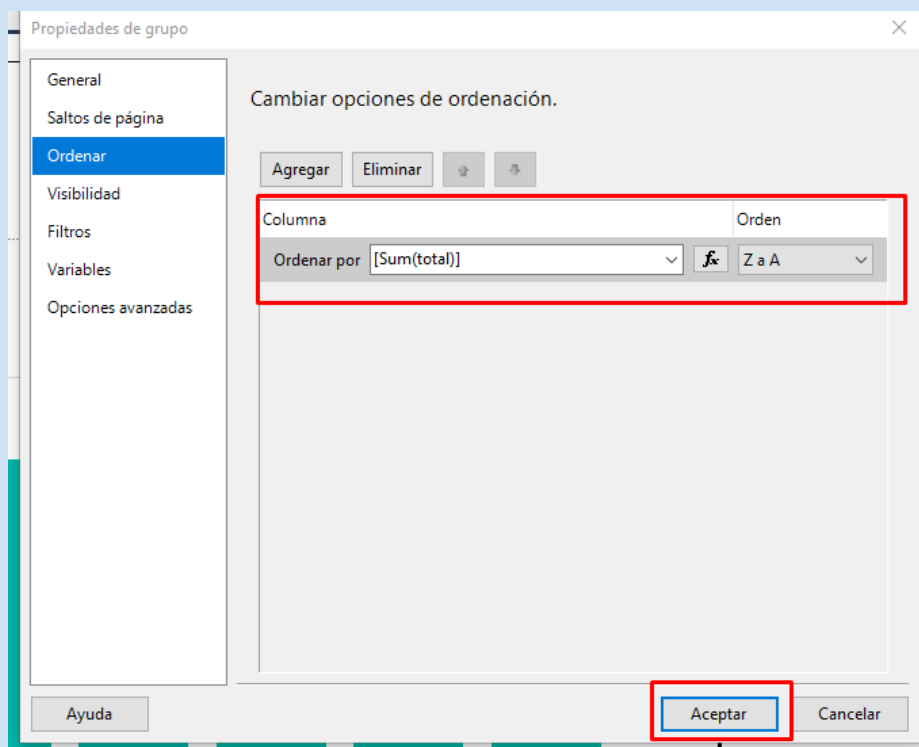 Propiedades de grupo
General
Saltos de página
Ordenar
Visibilidad
Filtros
Variables
Opciones avanzadas
Cambiar opciones de ordenación.
Agregar Eliminar
Columna Orden
Ordenar por [Sum(total)] fx Z a A
Ayuda Aceptar Cancelar